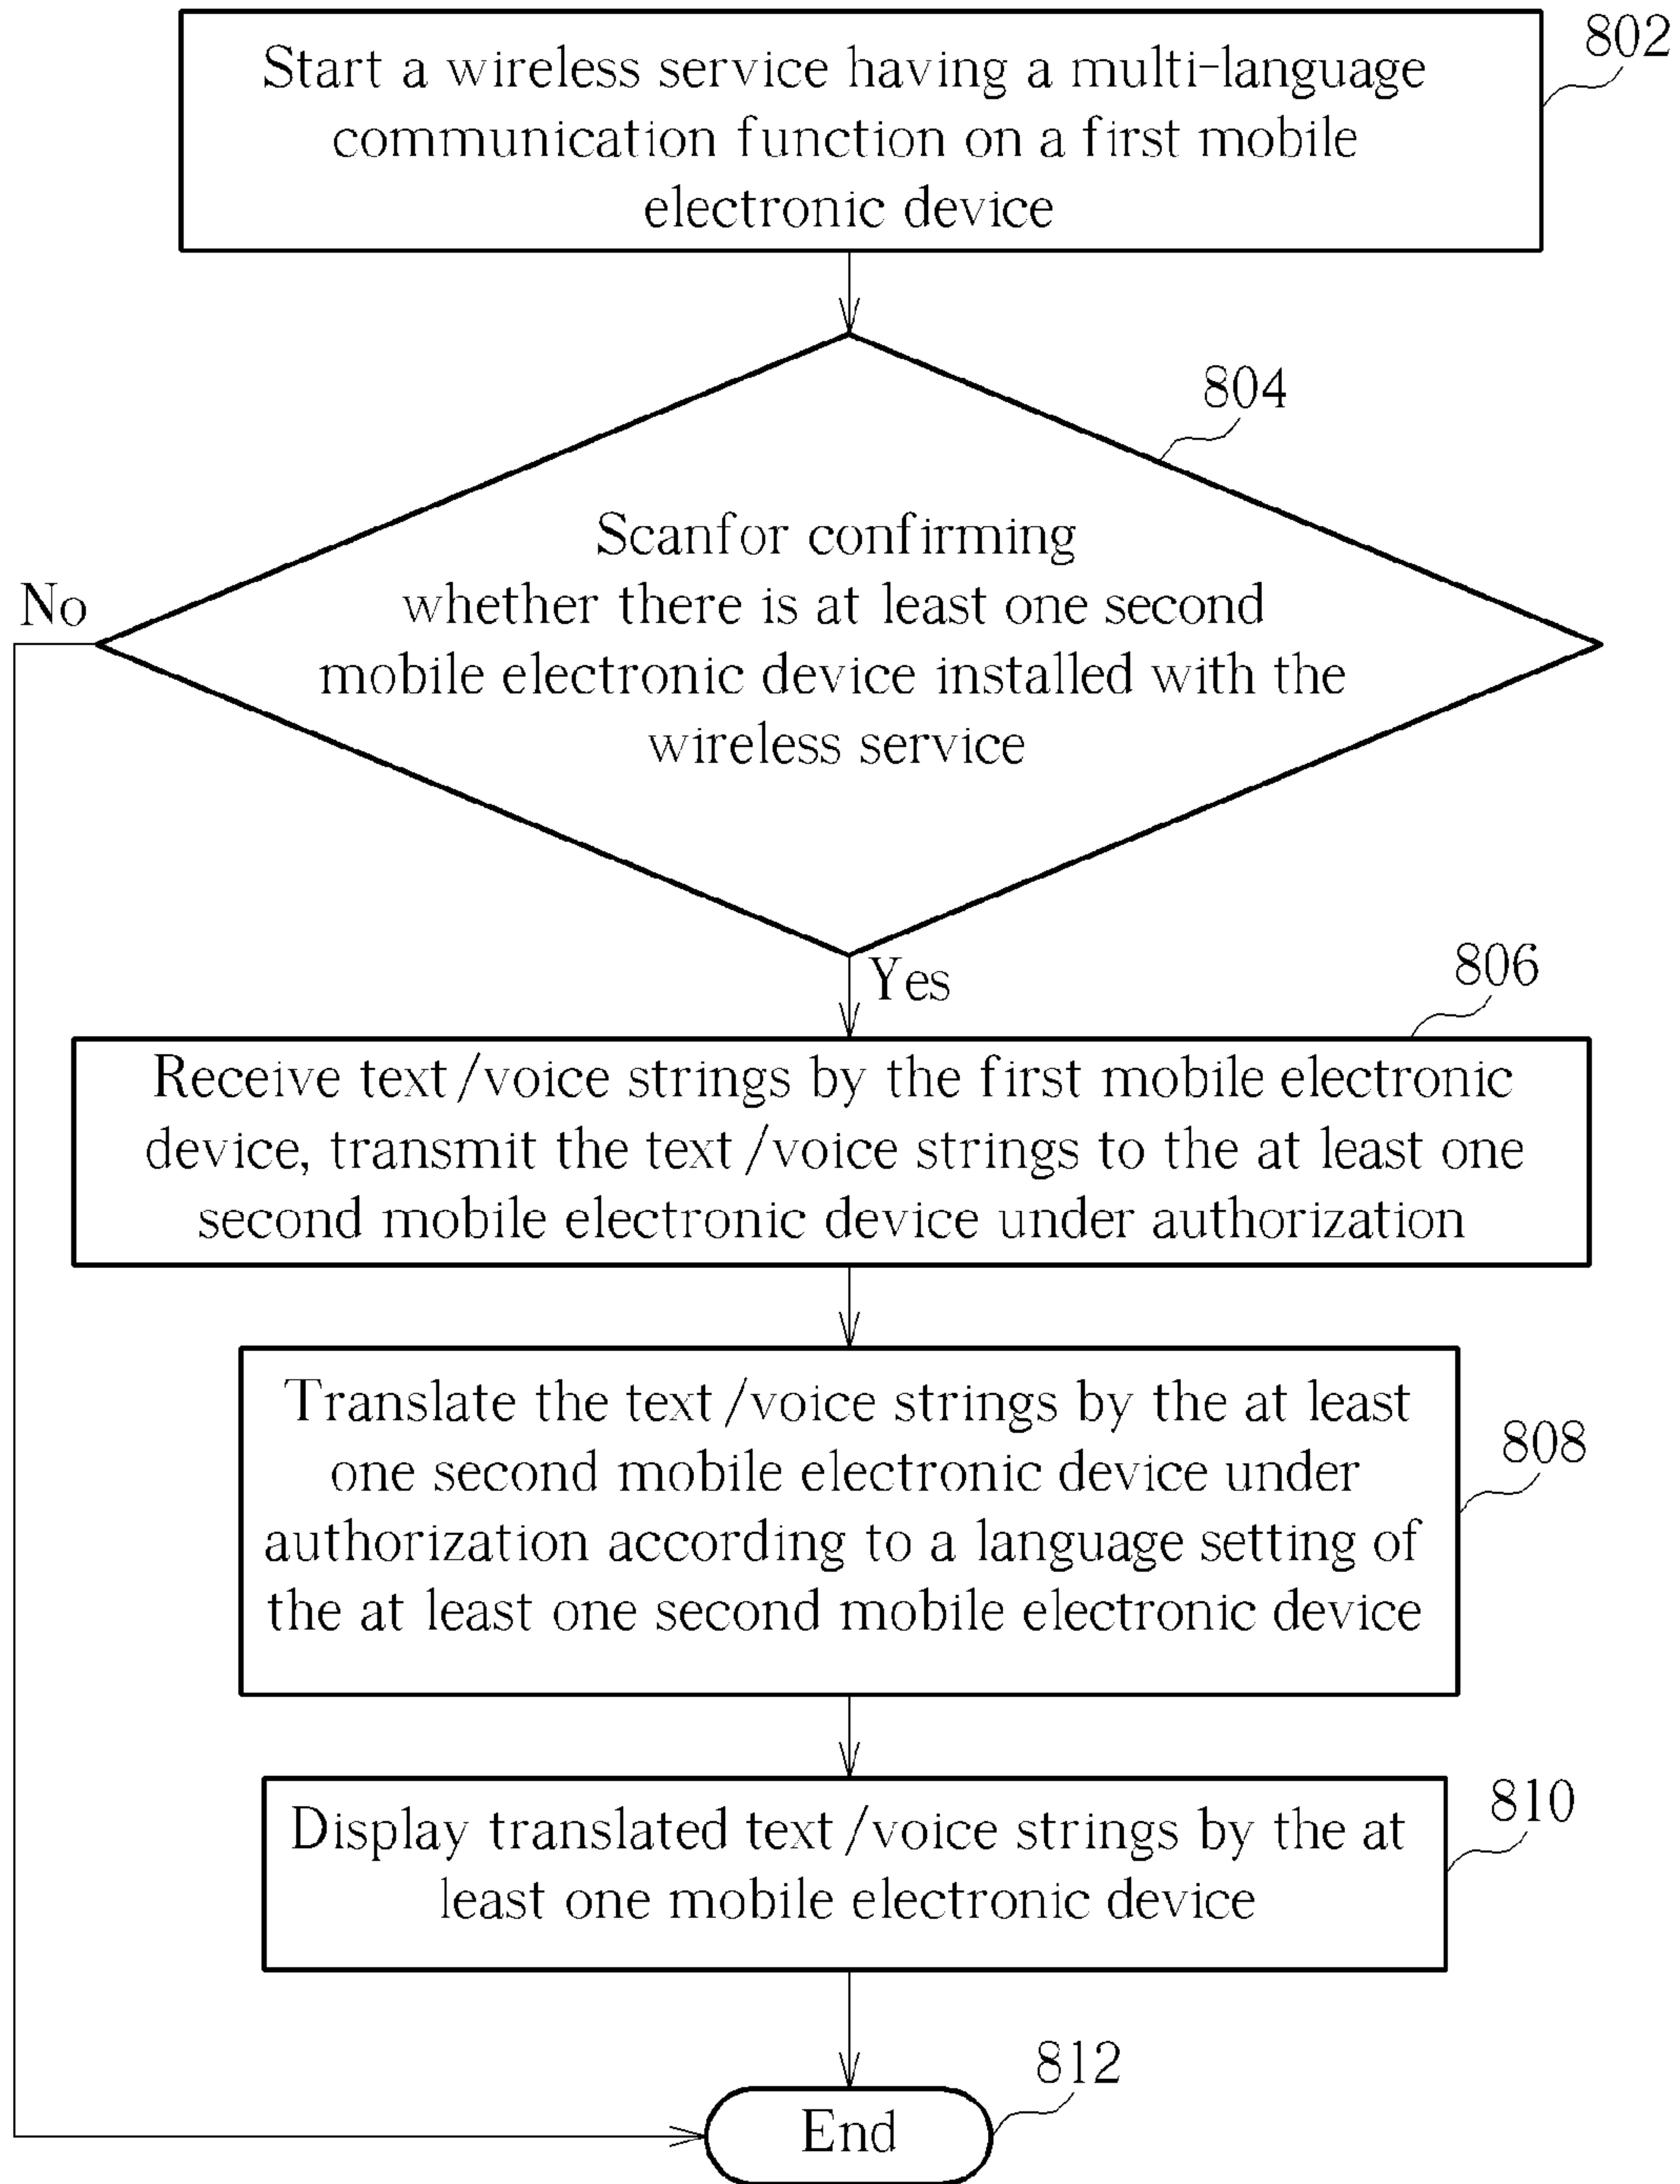 802
Start a wireless service having a multi-language
communication function on a first mobile
electronic device
804
Scanfor confirming
whether there is at least one second
mobile electronic device installed with the
wireless service
No
Yes
806
Receive text/voice strings by the first mobile electronic
device, transmit the text/voice strings to the at least one
second mobile electronic device under authorization
Translate the text/voice strings by the at least
one second mobile electronic device under
authorization according to a language setting of
the at least one second mobile electronic device
808
Display translated text/voice strings by the at
least one mobile electronic device
810
812
End